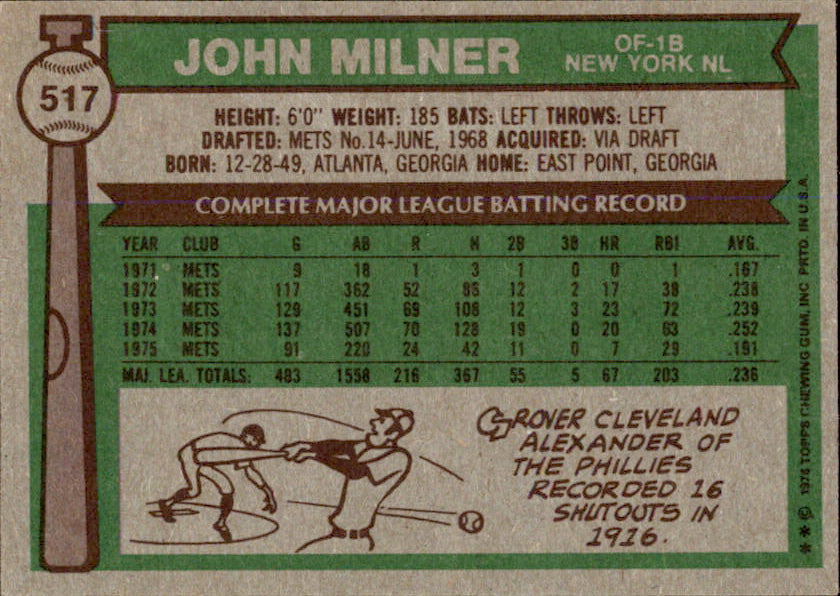 517
JOHN MILNER
OF-1B
NEW YORK NL
HEIGHT: 6'0" WEIGHT: 185 BATS: LEFT THROWS: LEFT
DRAFTED: METS No.14-JUNE, 1968 ACQUIRED: VIA DRAFT
BORN: 12-28-49, ATLANTA, GEORGIA HOME: EAST POINT, GEORGIA
COMPLETE MAJOR LEAGUE BATTING RECORD
YEAR CLUB G AB R H 2B 3B HR RBI AVG.
1971 METS 9 18 1 3 1 0 0 1 .167
1972 METS 117 362 52 86 12 2 17 38 .238
1973 METS 129 451 69 108 12 3 23 72 .239
1974 METS 137 507 70 128 19 0 20 63 .252
1975 METS 91 220 24 42 11 0 7 29 .191
MAJ. LEA. TOTALS: 483 1558 216 367 55 5 67 203 .236
GROVER CLEVELAND
ALEXANDER OF
THE PHILLIES
RECORDED 16
SHUTOUTS IN
1916.
** © 1976 TOPPS CHEWING GUM, INC PRTD. IN U.S.A.